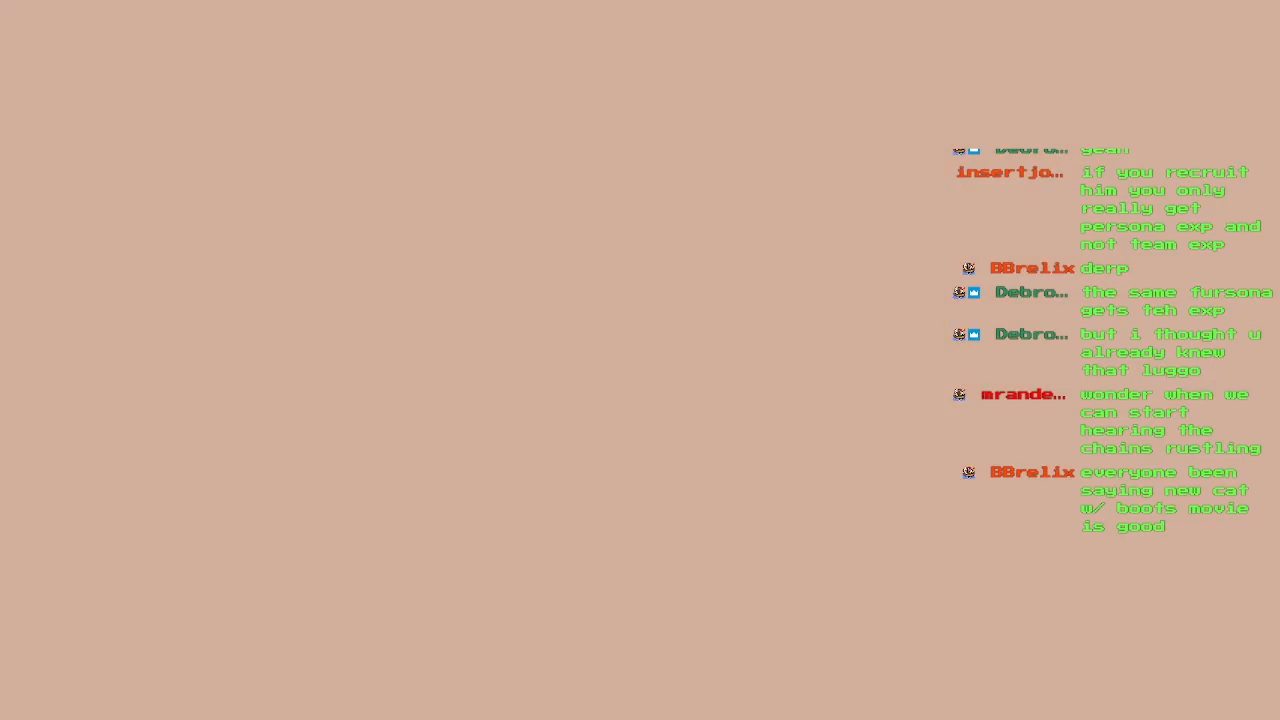 Debro... yeah
insertjo... if you recruit
him you only
really get
persona exp and
not team exp
BBrelix derp
Debro... the same fursona
gets teh exp
Debro... but i thought u
already knew
that luggo
mrande... wonder when we
can start
hearing the
chains rustling
BBrelix everyone been
saying new cat
w/ boots movie
is good